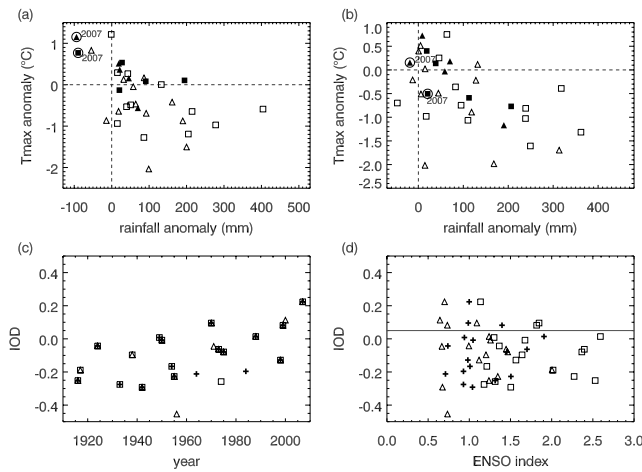 (a)
(b)
2007
2007
2007
2007
Tmax anomaly (°C)
1
0
-1
-2
-100 0 100 200 300 400 500
rainfall anomaly (mm)
Tmax anomaly (°C)
1.0
0.5
0.0
-0.5
-1.0
-1.5
-2.0
-2.5
0 200 400
rainfall anomaly (mm)
(c)
(d)
IOD
0.4
0.2
0.0
-0.2
-0.4
-0.6
1920 1940 1960 1980 2000
year
IOD
0.4
0.2
0.0
-0.2
-0.4
-0.6
0.0 0.5 1.0 1.5 2.0 2.5 3.0
ENSO index